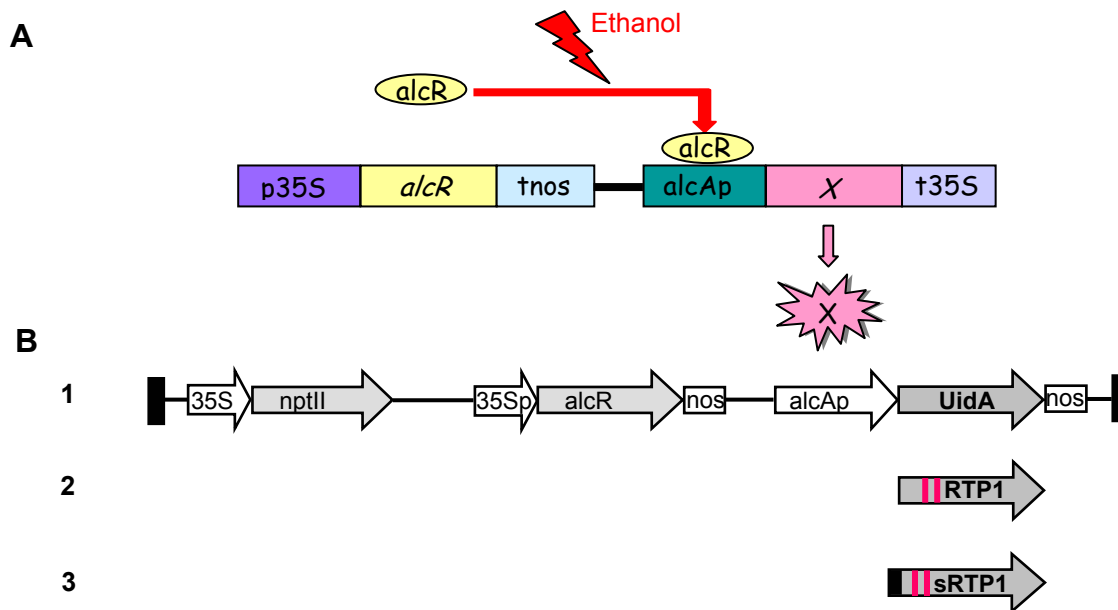 A
Ethanol
alcR
alcR
p35S alcR tnos alcAp X t35S
X
B
1 35S nptII 35Sp alcR nos alcAp UidA nos
2 RTP1
3 sRTP1